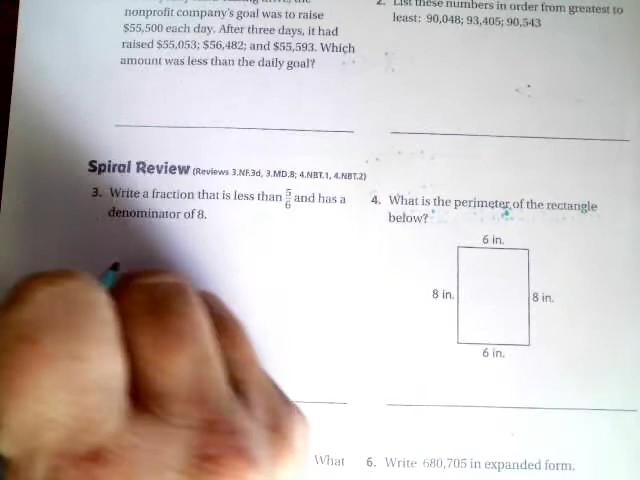 nonprofit company's goal was to raise
$55,500 each day. After three days, it had
raised $55,053; $56,482; and $55,593. Which
amount was less than the daily goal?
2. List these numbers in order from greatest to
least: 90,048; 93,405; 90,543
Spiral Review (Reviews 3.NF.3d, 3.MD.8, 4.NBT.1, 4.NBT.2)
3. Write a fraction that is less than 5/6 and has a
denominator of 8.
4. What is the perimeter of the rectangle
below?
6 in.
8 in.
8 in.
6 in.
What
6. Write 680,705 in expanded form.